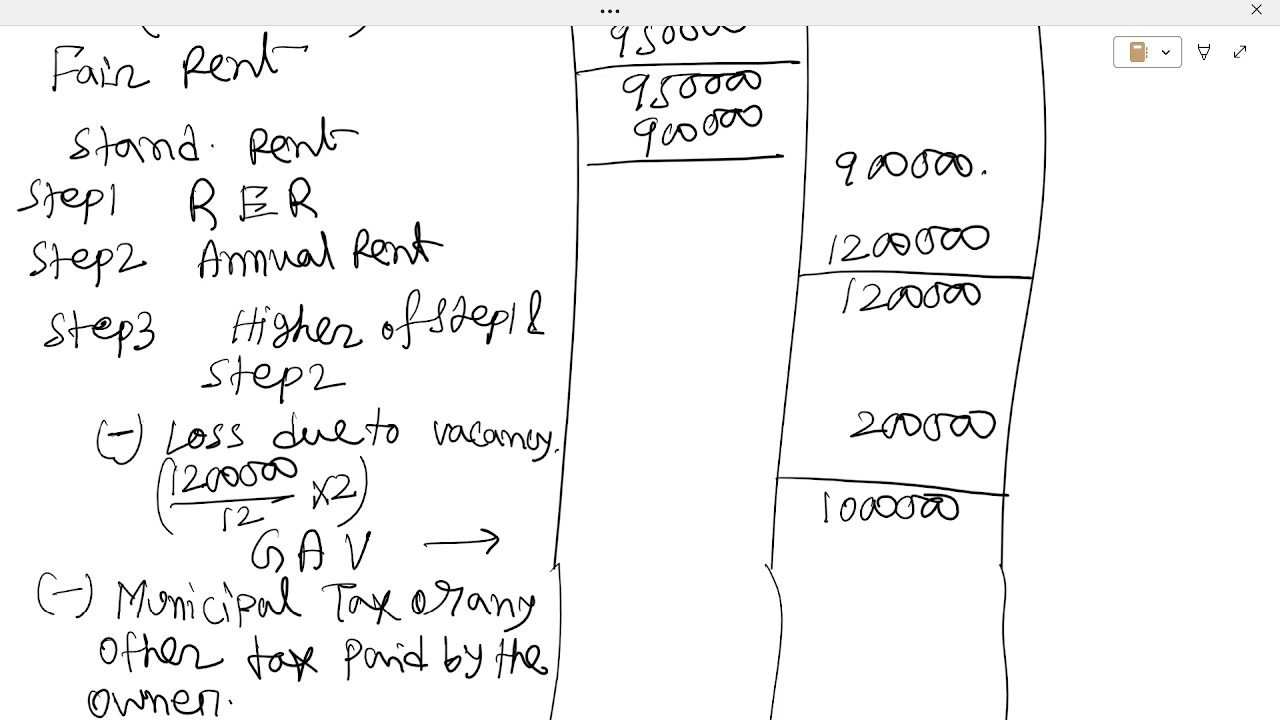 950000
Fair Rent
950000
Stand. Rent 900000
Step1 R E R 900000.
Step2 Annual Rent 1200000
Step3 Higher of Step1 & 1200000
Step2
(-) Loss due to vacancy. 200000
(1200000/12 x2)
GAV → 1000000
(-) Municipal Tax or any
other tax paid by the
owner.